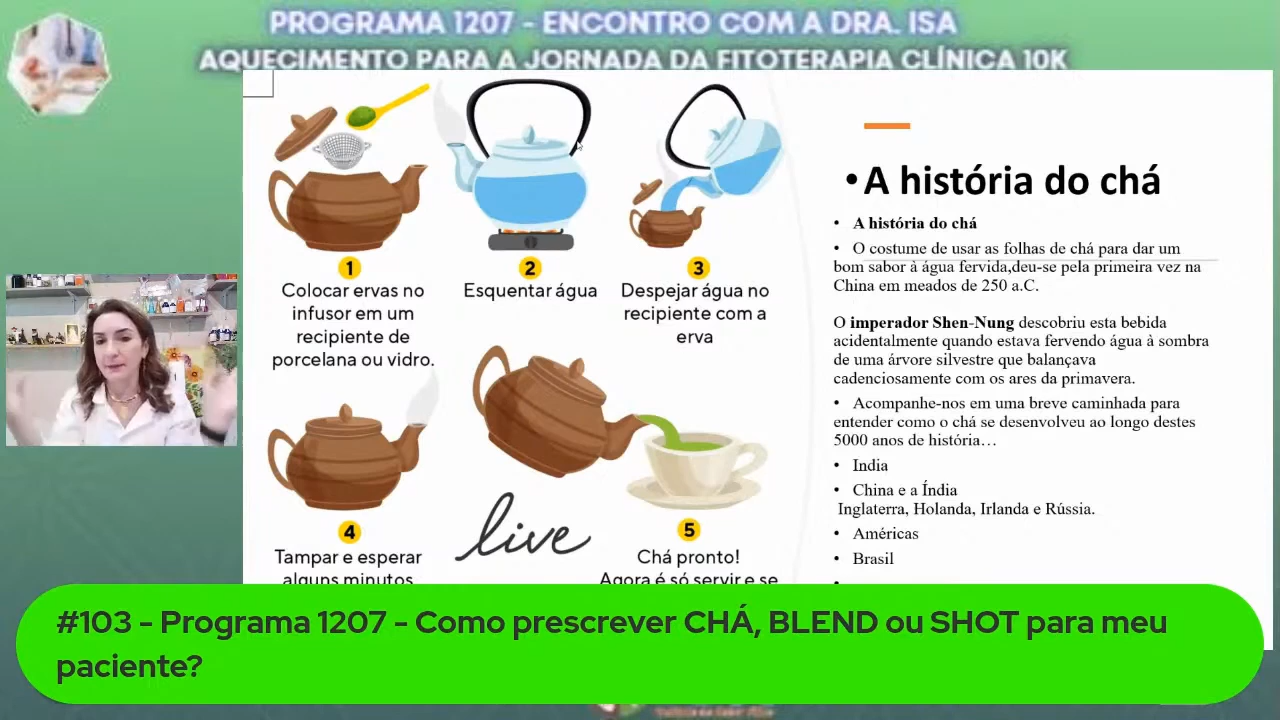 PROGRAMA 1207 - ENCONTRO COM A DRA. ISA
AQUECIMENTO PARA A JORNADA DA FITOTERAPIA CLÍNICA 10K
1
Colocar ervas no
infusor em um
recipiente de
porcelana ou vidro.
2
Esquentar água
3
Despejar água no
recipiente com a
erva
4
Tampar e esperar
alguns minutos
live
5
Chá pronto!
Agora é só servir e se
• A história do chá
• A história do chá
• O costume de usar as folhas de chá para dar um
bom sabor à água fervida,deu-se pela primeira vez na
China em meados de 250 a.C.
O imperador Shen-Nung descobriu esta bebida
acidentalmente quando estava fervendo água à sombra
de uma árvore silvestre que balançava
cadenciosamente com os ares da primavera.
• Acompanhe-nos em uma breve caminhada para
entender como o chá se desenvolveu ao longo destes
5000 anos de história…
• India
• China e a Índia
Inglaterra, Holanda, Irlanda e Rússia.
• Américas
• Brasil
#103 - Programa 1207 - Como prescrever CHÁ, BLEND ou SHOT para meu
paciente?